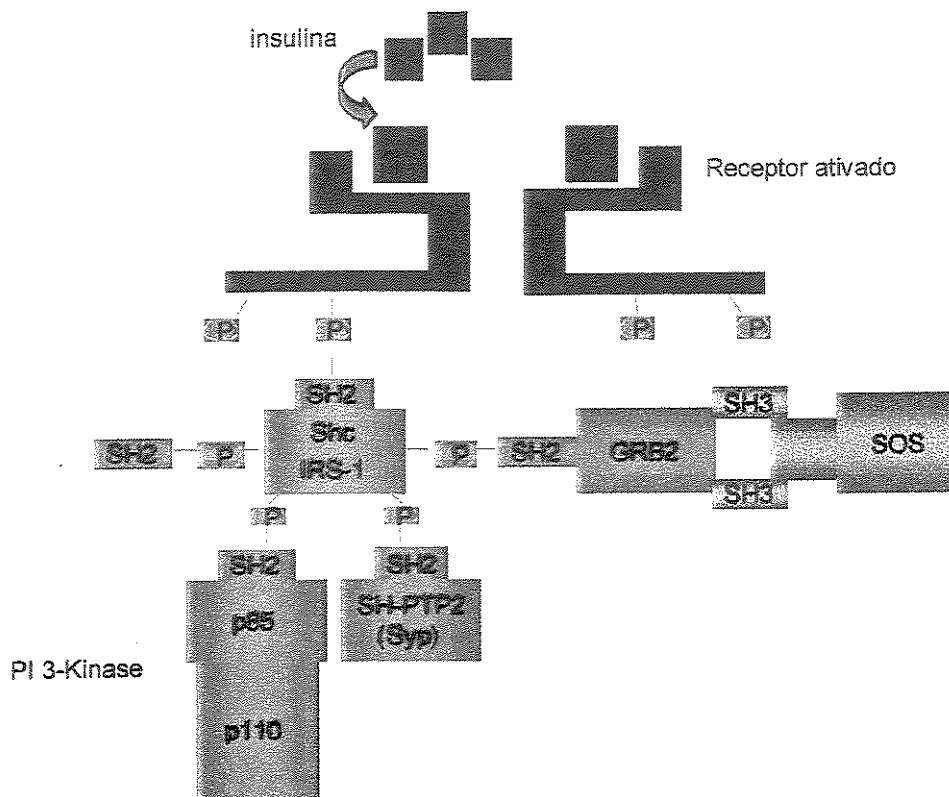 insulina
Receptor ativado
P
P
P
P
SH2
SH3
Shc
IRS-1
SH2
P
P
SH2
GRB2
SOS
SH3
P
P
SH2
SH2
p85
SH-PTP2
(Syp)
PI 3-Kinase
p110